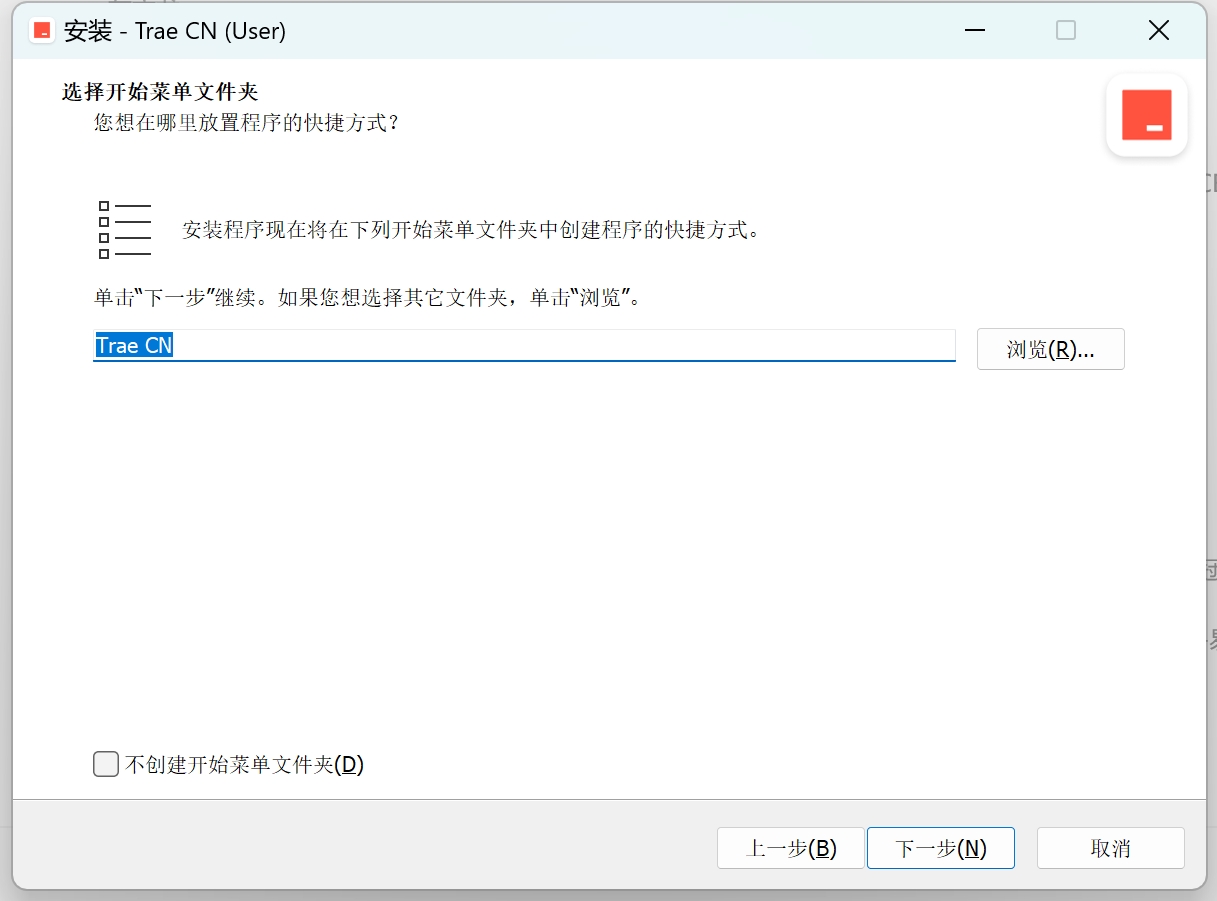 安装 - Trae CN (User)
选择开始菜单文件夹
您想在哪里放置程序的快捷方式？
安装程序现在将在下列开始菜单文件夹中创建程序的快捷方式。
单击“下一步”继续。如果您想选择其它文件夹，单击“浏览”。
Trae CN
浏览(R)...
不创建开始菜单文件夹(D)
上一步(B)
下一步(N)
取消